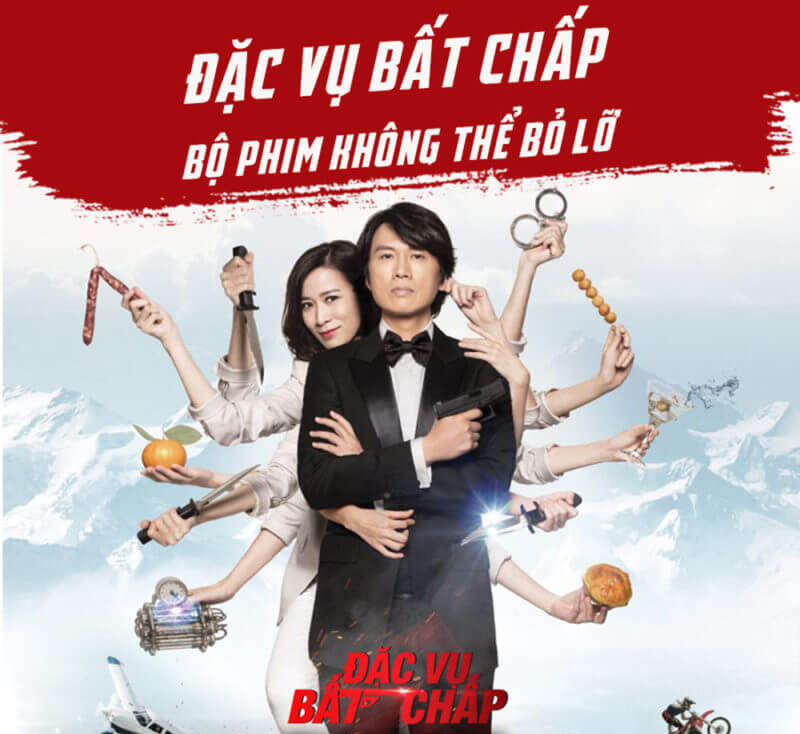 ĐẶC VỤ BẤT CHẤP
BỘ PHIM KHÔNG THỂ BỎ LỠ
ĐẶC VỤ
BẤT CHẤP